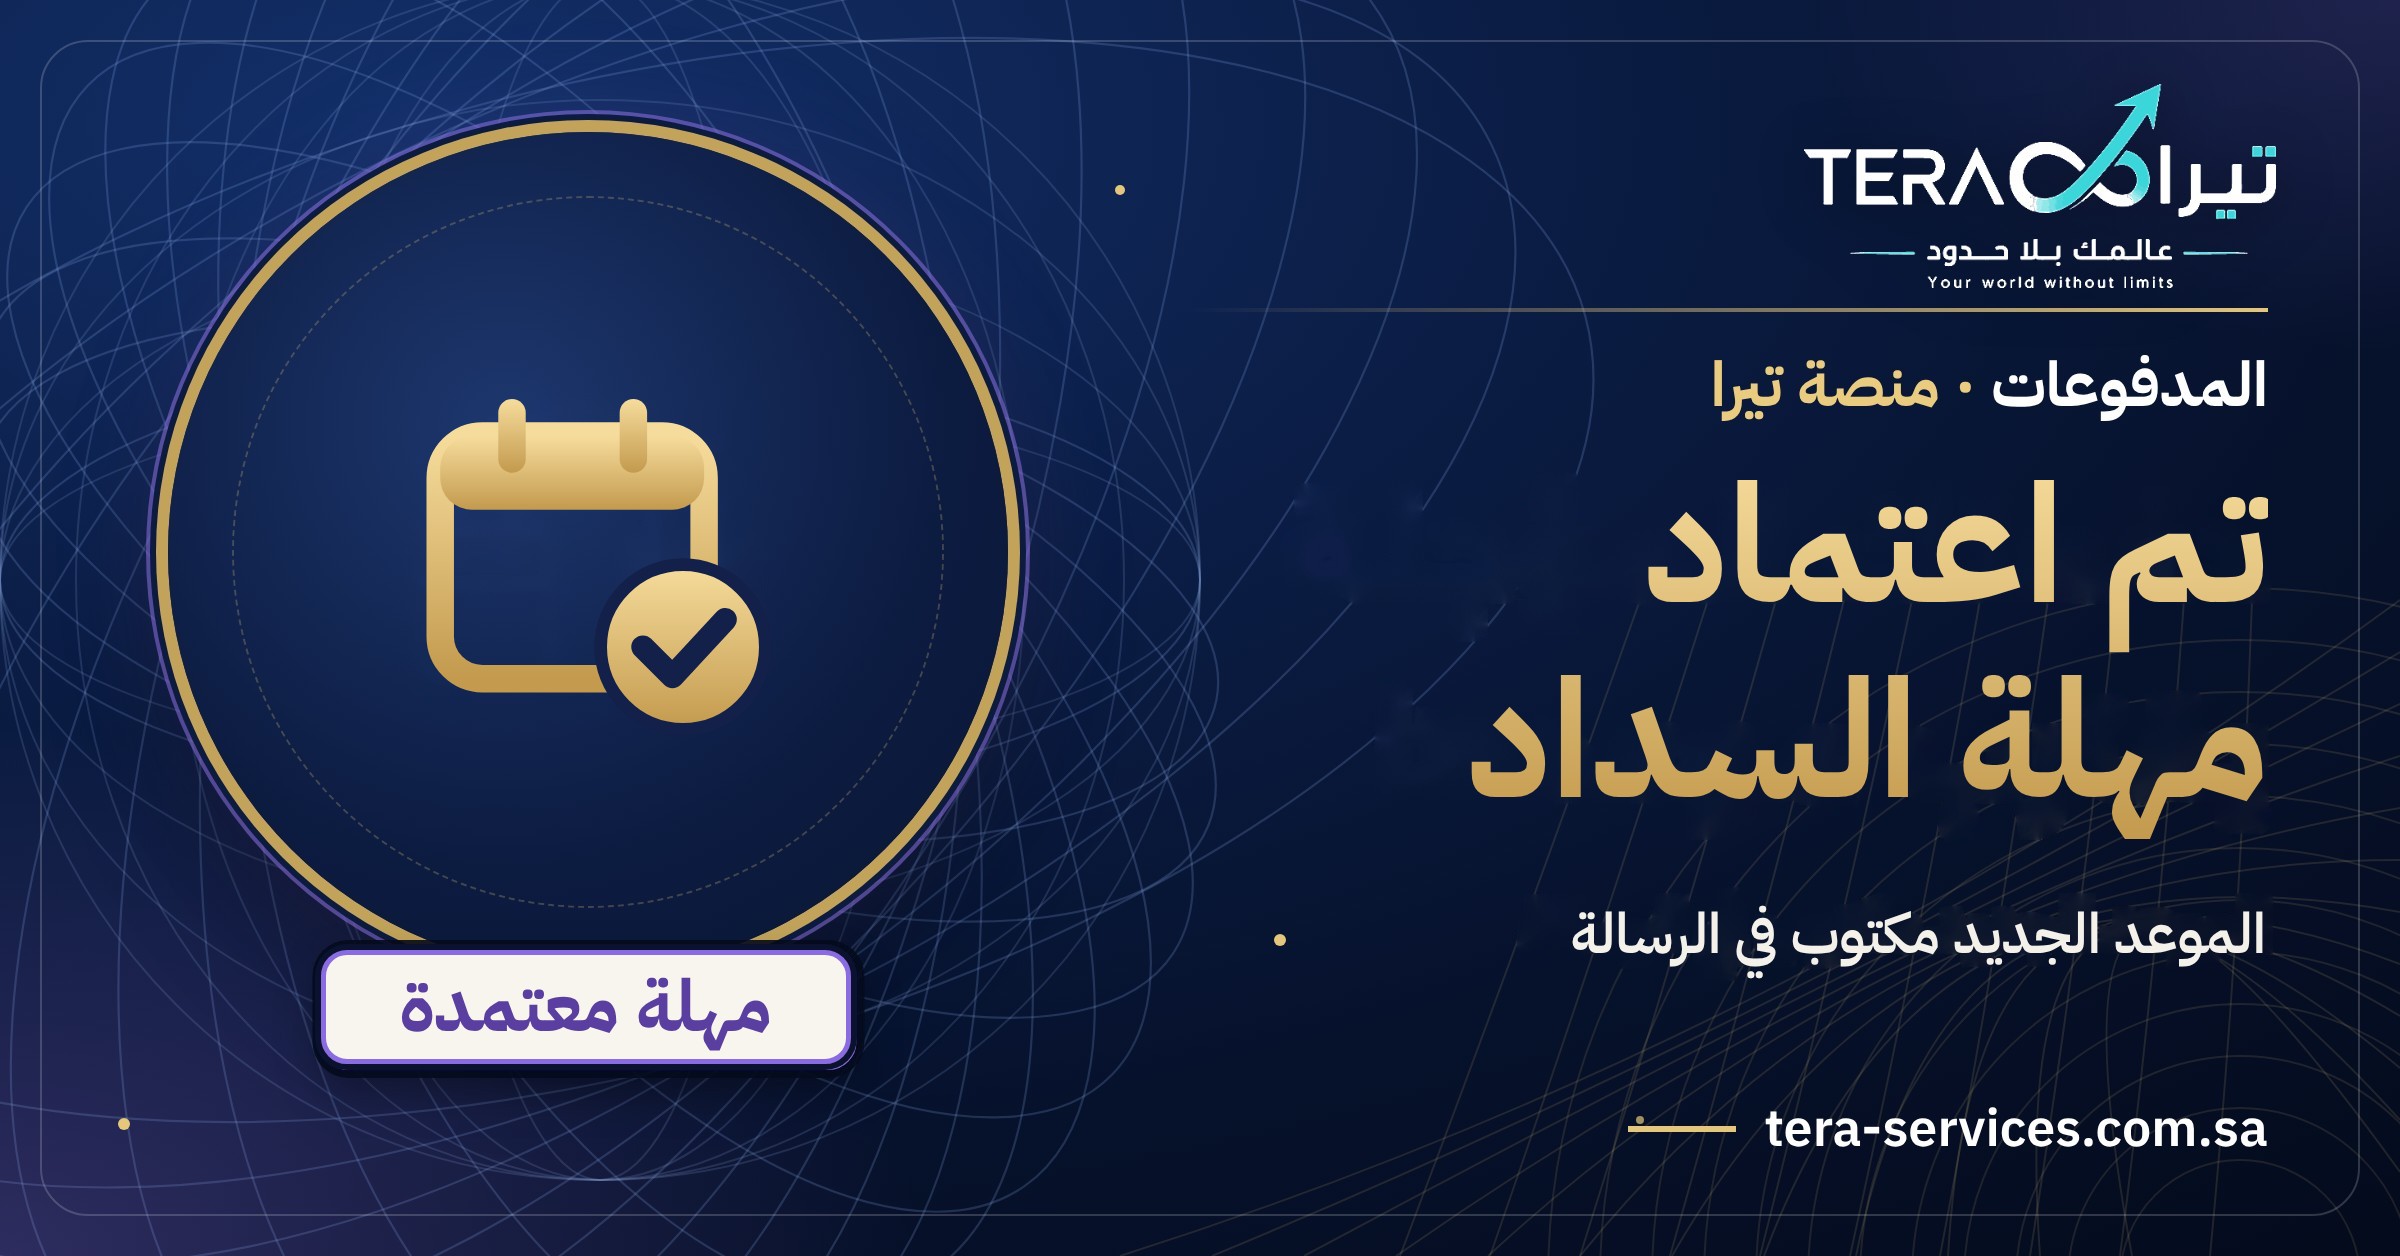 TERA تيرا
عالمك بلا حدود
Your world without limits
المدفوعات · منصة تيرا
تم اعتماد
مهلة السداد
الموعد الجديد مكتوب في الرسالة
مهلة معتمدة
tera-services.com.sa